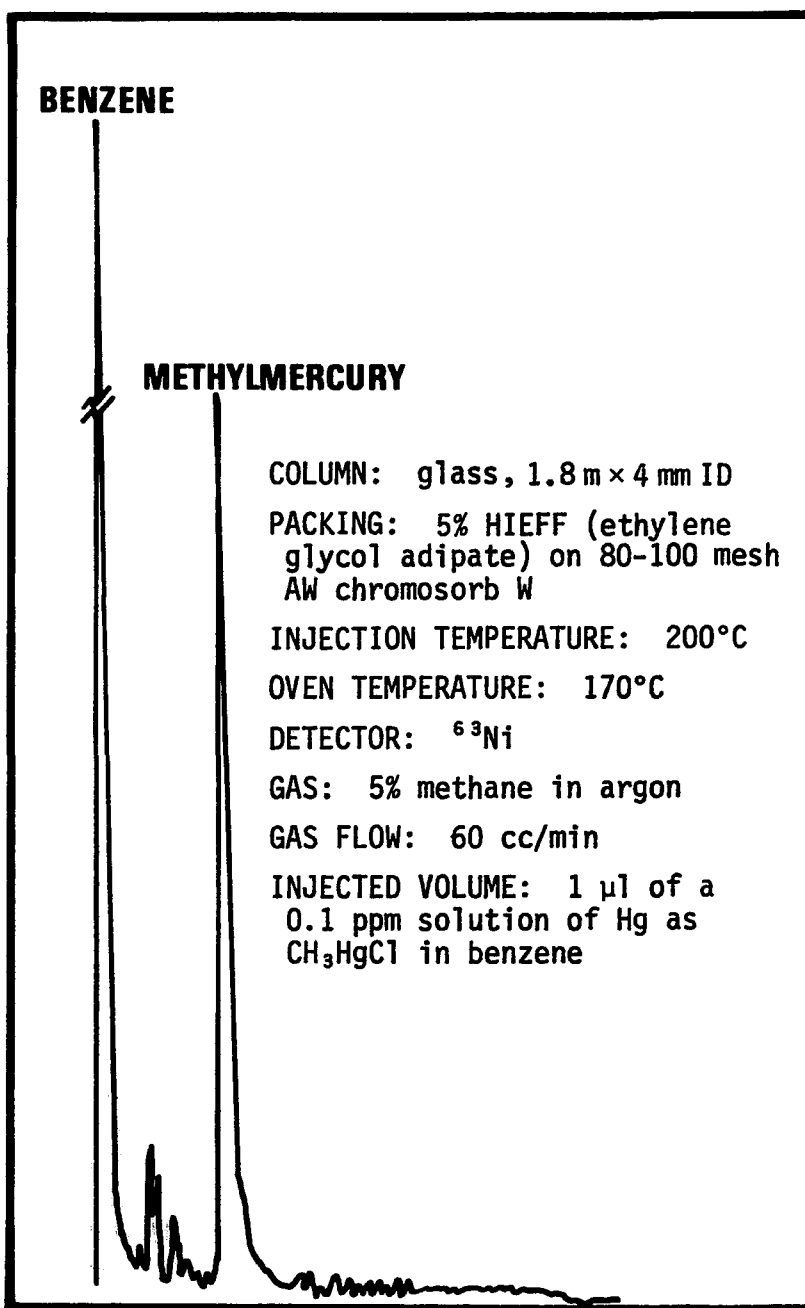 BENZENE
METHYLMERCURY
COLUMN: glass, 1.8 m × 4 mm ID
PACKING: 5% HIEFF (ethylene
glycol adipate) on 80-100 mesh
AW chromosorb W
INJECTION TEMPERATURE: 200°C
OVEN TEMPERATURE: 170°C
DETECTOR: ⁶³Ni
GAS: 5% methane in argon
GAS FLOW: 60 cc/min
INJECTED VOLUME: 1 µl of a
0.1 ppm solution of Hg as
CH₃HgCl in benzene